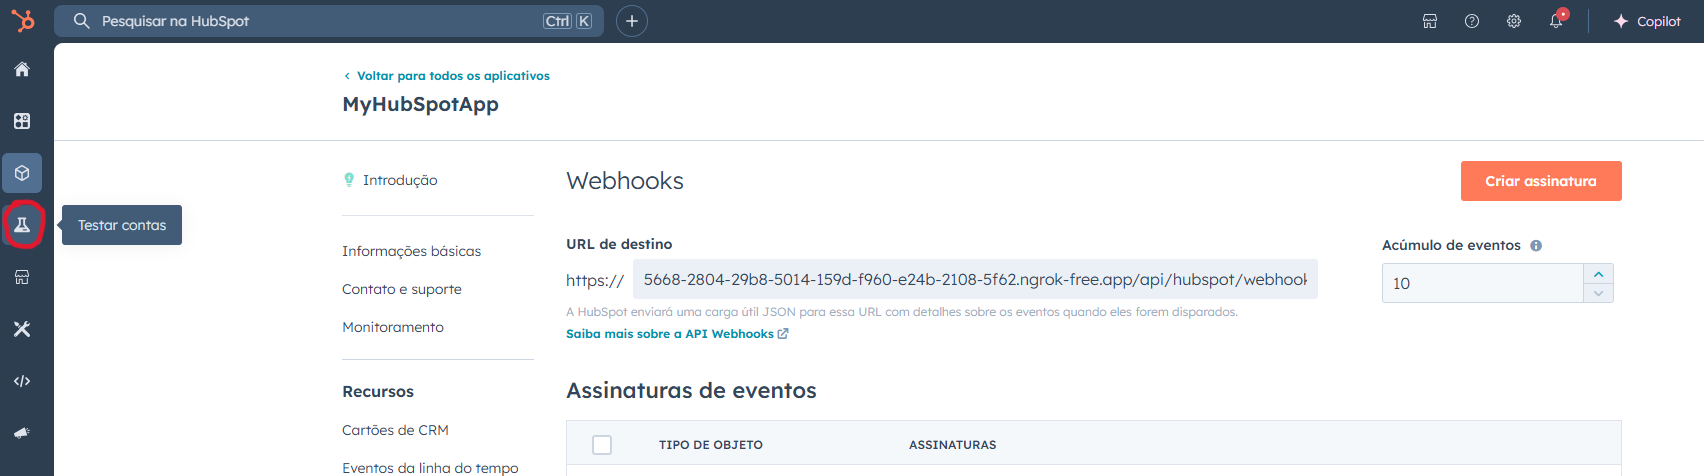 Pesquisar na HubSpot Ctrl K Copilot
Voltar para todos os aplicativos
MyHubSpotApp
Introdução
Webhooks
Criar assinatura
Testar contas
Informações básicas
Contato e suporte
Monitoramento
URL de destino
https:// 5668-2804-29b8-5014-159d-f960-e24b-2108-5f62.ngrok-free.app/api/hubspot/webhook
A HubSpot enviará uma carga útil JSON para essa URL com detalhes sobre os eventos quando eles forem disparados.
Saiba mais sobre a API Webhooks
Acúmulo de eventos
10
Recursos
Cartões de CRM
Eventos da linha do tempo
Assinaturas de eventos
TIPO DE OBJETO ASSINATURAS